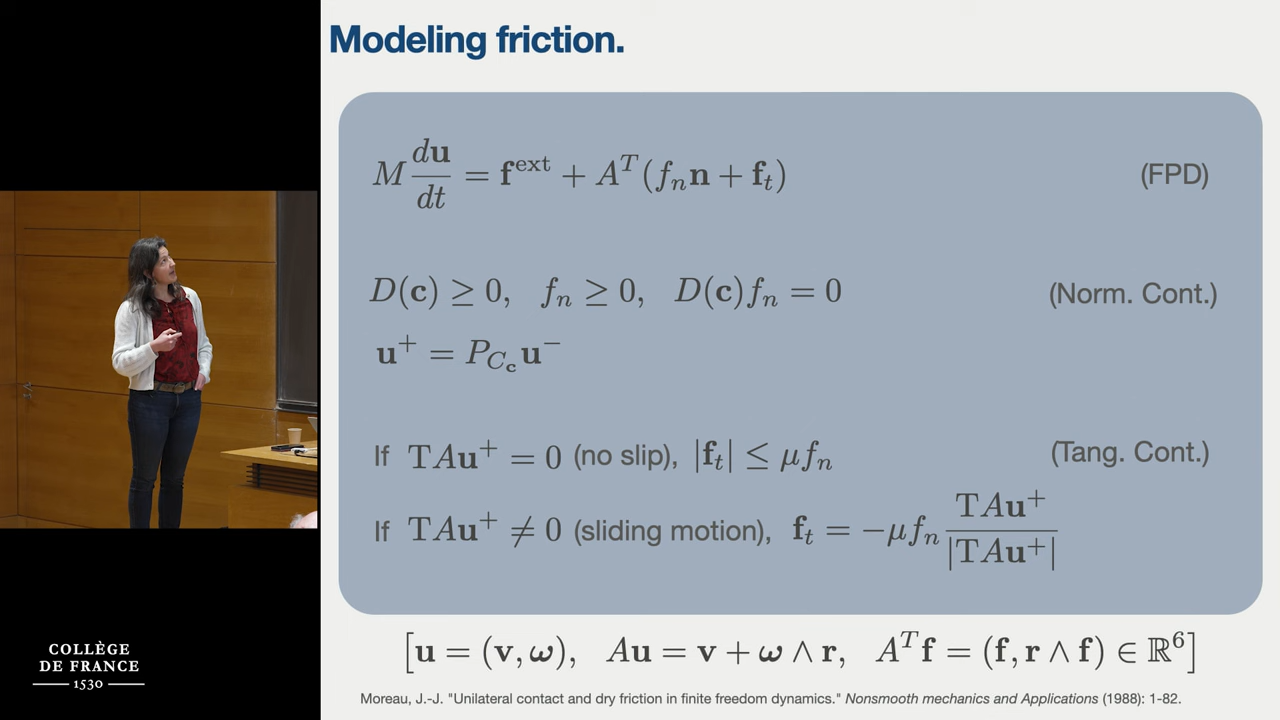 Modeling friction.
M d𝐮/dt = 𝐟^ext + A^T(f_n 𝐧 + 𝐟_t) (FPD)
D(𝐜) ≥ 0, f_n ≥ 0, D(𝐜)f_n = 0 (Norm. Cont.)
𝐮^+ = P_{C_𝐜} 𝐮^−
If TA𝐮^+ = 0 (no slip), |𝐟_t| ≤ μf_n (Tang. Cont.)
If TA𝐮^+ ≠ 0 (sliding motion), 𝐟_t = −μf_n TA𝐮^+/|TA𝐮^+|
[𝐮 = (𝐯, 𝛚), A𝐮 = 𝐯 + 𝛚 ∧ 𝐫, A^T𝐟 = (𝐟, 𝐫 ∧ 𝐟) ∈ ℝ^6]
Moreau, J.-J. "Unilateral contact and dry friction in finite freedom dynamics." Nonsmooth mechanics and Applications (1988): 1-82.
COLLÈGE
DE FRANCE
1530